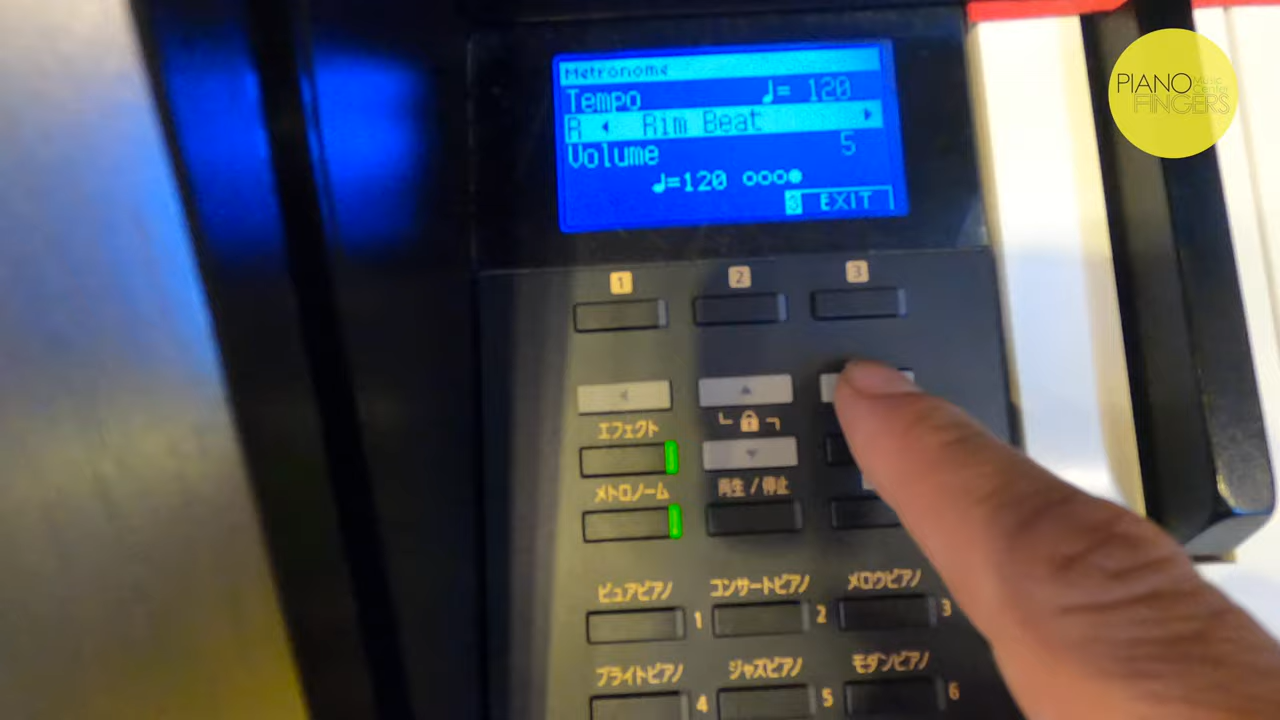 Metronome
Tempo ♩= 120
R ◂ Rim Beat ▸
Volume 5
♩=120
3 EXIT
PIANO Music
Center
FINGERS
1 2 3
エフェクト
メトロノーム 再生 / 停止
ピュアピアノ コンサートピアノ メロウピアノ
1 2 3
ブライトピアノ ジャズピアノ モダンピアノ
4 5 6